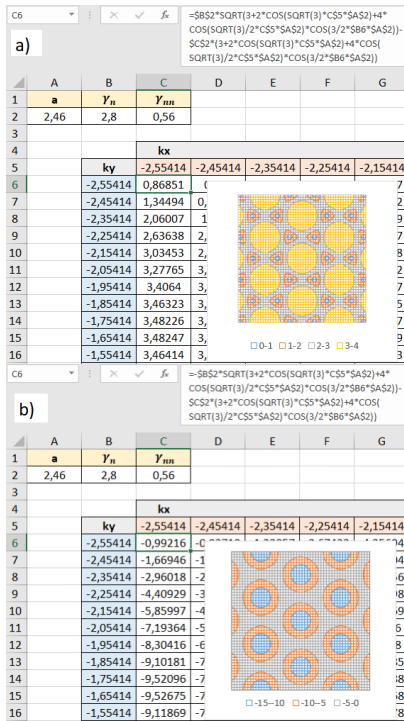 C6 fx =$B$2*SQRT(3+2*COS(SQRT(3)*C$5*$A$2)+4*
COS(SQRT(3)/2*C$5*$A$2)*COS(3/2*$B6*$A$2))-
$C$2*(3+2*COS(SQRT(3)*C$5*$A$2)+4*COS(
SQRT(3)/2*C$5*$A$2)*COS(3/2*$B6*$A$2))
a)
A B C D E F G
1 a γn γnn
2 2,46 2,8 0,56
3
4 kx
5 ky -2,55414 -2,45414 -2,35414 -2,25414 -2,15414
6 -2,55414 0,86851
7 -2,45414 1,34494
8 -2,35414 2,06007
9 -2,25414 2,63638
10 -2,15414 3,03453
11 -2,05414 3,27765
12 -1,95414 3,4064
13 -1,85414 3,46323
14 -1,75414 3,48226
15 -1,65414 3,48247
16 -1,55414 3,46414
0-1 1-2 2-3 3-4
C6 fx =-$B$2*SQRT(3+2*COS(SQRT(3)*C$5*$A$2)+4*
COS(SQRT(3)/2*C$5*$A$2)*COS(3/2*$B6*$A$2))-
$C$2*(3+2*COS(SQRT(3)*C$5*$A$2)+4*COS(
SQRT(3)/2*C$5*$A$2)*COS(3/2*$B6*$A$2))
b)
A B C D E F G
1 a γn γnn
2 2,46 2,8 0,56
3
4 kx
5 ky -2,55414 -2,45414 -2,35414 -2,25414 -2,15414
6 -2,55414 -0,99216
7 -2,45414 -1,66946
8 -2,35414 -2,96018
9 -2,25414 -4,40929
10 -2,15414 -5,85997
11 -2,05414 -7,19364
12 -1,95414 -8,30416
13 -1,85414 -9,10181
14 -1,75414 -9,52096
15 -1,65414 -9,52675
16 -1,55414 -9,11869
-15--10 -10--5 -5-0